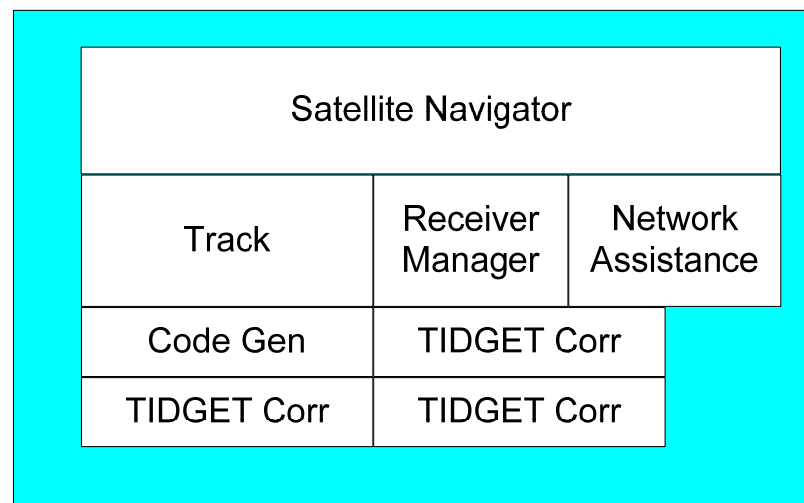 Satellite Navigator
Track
Receiver
Manager
Network
Assistance
Code Gen
TIDGET Corr
TIDGET Corr
TIDGET Corr